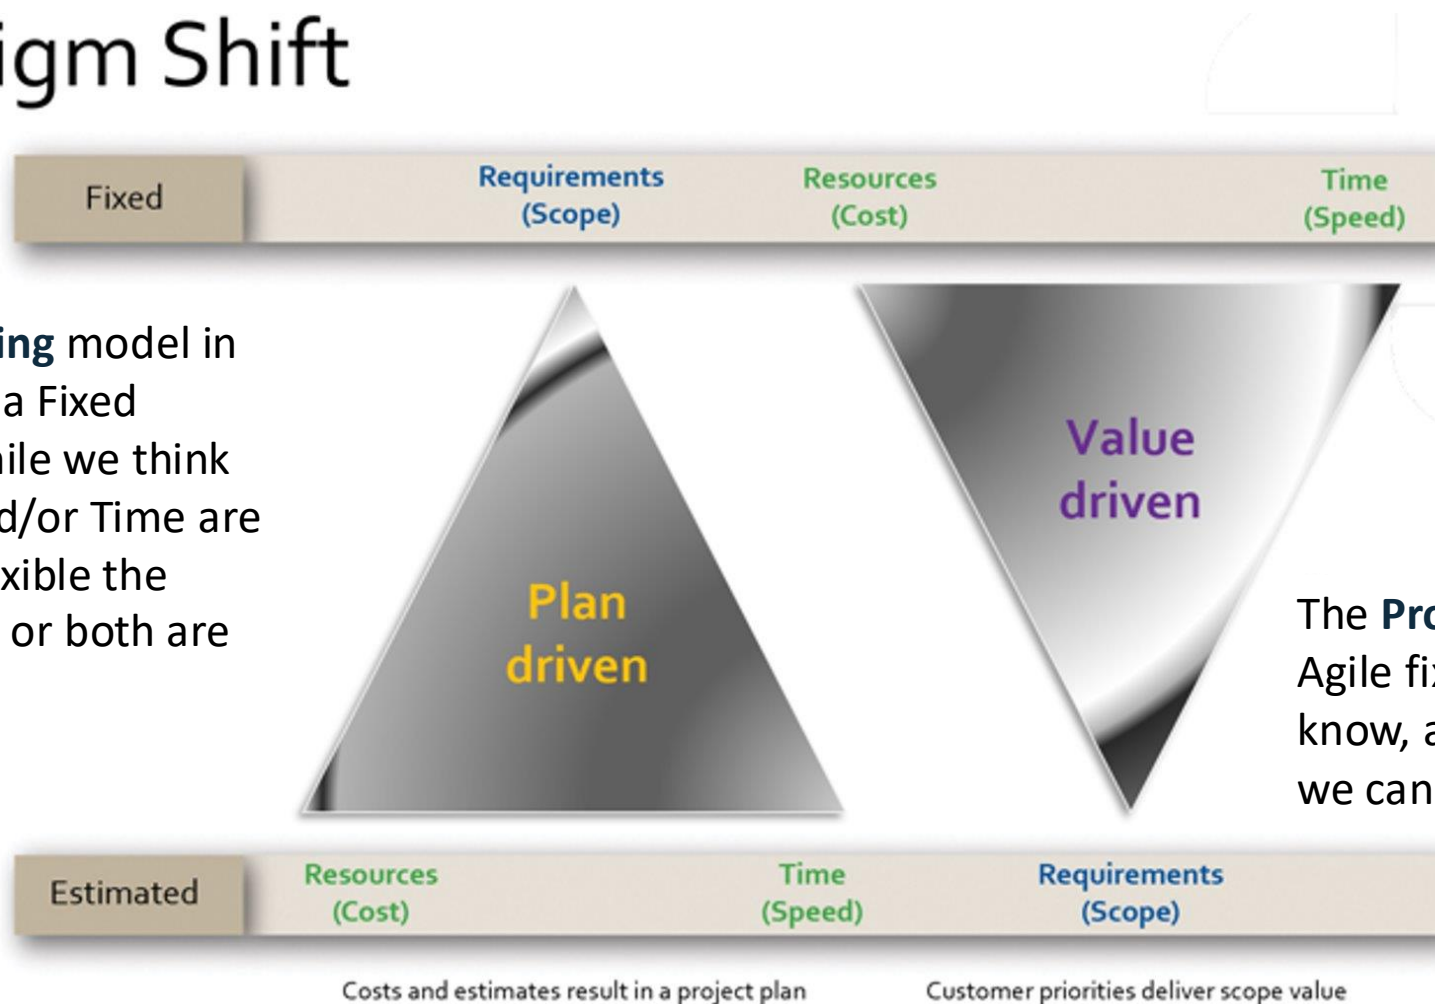 igm Shift
Fixed
Requirements
(Scope)
Resources
(Cost)
Time
(Speed)
ing model in
a Fixed
ile we think
d/or Time are
xible the
or both are
Plan
driven
Value
driven
The Pro
Agile fix
know, a
we can
Estimated
Resources
(Cost)
Time
(Speed)
Requirements
(Scope)
Costs and estimates result in a project plan
Customer priorities deliver scope value